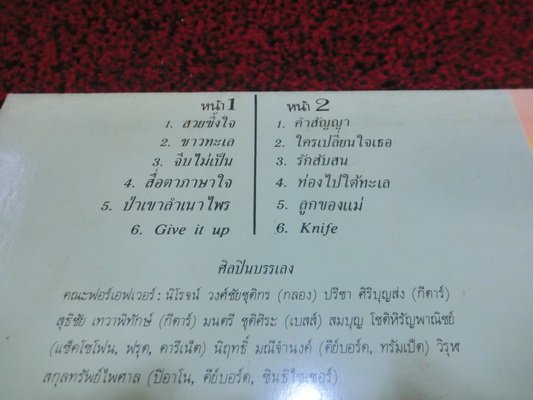 หน้า 1
1. สวยซึ้งใจ
2. ชาวทะเล
3. จีบไม่เป็น
4. สื่อตาภาษาใจ
5. ป่าเขาลำเนาไพร
6. Give it up
หน้า 2
1. คำสัญญา
2. ใครเปลี่ยนใจเธอ
3. รักสับสน
4. ท่องไปใต้ทะเล
5. ลูกของแม่
6. Knife
ศิลปินบรรเลง
คณะฟอร์เอฟเวอร์ : นิโรจน์ วงศ์ชัยชุติกร (กลอง) ปรีชา ศิริบุญส่ง (กีตาร์)
สุธิชัย เทวาพิทักษ์ (กีตาร์) มนตรี ชุติศิระ (เบสส์) สมบุญ โชติหิรัญพาณิชย์
(แซ็คโซโฟน, ฟรุต, คาริเน็ต) นิฤทธิ์ มณีจำนงค์ (คีย์บอร์ด, ทรัมเป็ต) วิรุฬ
สกุลทรัพย์ไพศาล (ปิอาโน, คีย์บอร์ด, ซินธิไซเซอร์)